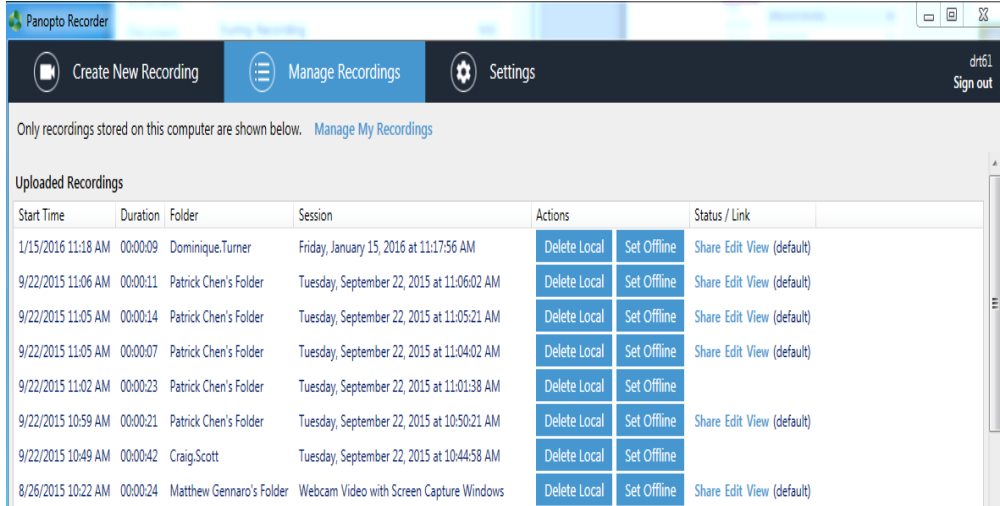 Panopto Recorder
Create New Recording Manage Recordings Settings drt61
Sign out
Only recordings stored on this computer are shown below. Manage My Recordings
Uploaded Recordings
Start Time Duration Folder Session Actions Status / Link
1/15/2016 11:18 AM 00:00:09 Dominique.Turner Friday, January 15, 2016 at 11:17:56 AM Delete Local Set Offline Share Edit View (default)
9/22/2015 11:06 AM 00:00:11 Patrick Chen's Folder Tuesday, September 22, 2015 at 11:06:02 AM Delete Local Set Offline Share Edit View (default)
9/22/2015 11:05 AM 00:00:14 Patrick Chen's Folder Tuesday, September 22, 2015 at 11:05:21 AM Delete Local Set Offline Share Edit View (default)
9/22/2015 11:05 AM 00:00:07 Patrick Chen's Folder Tuesday, September 22, 2015 at 11:04:02 AM Delete Local Set Offline Share Edit View (default)
9/22/2015 11:02 AM 00:00:23 Patrick Chen's Folder Tuesday, September 22, 2015 at 11:01:38 AM Delete Local Set Offline
9/22/2015 10:59 AM 00:00:21 Patrick Chen's Folder Tuesday, September 22, 2015 at 10:50:21 AM Delete Local Set Offline Share Edit View (default)
9/22/2015 10:49 AM 00:00:42 Craig.Scott Tuesday, September 22, 2015 at 10:44:58 AM Delete Local Set Offline
8/26/2015 10:22 AM 00:00:24 Matthew Gennaro's Folder Webcam Video with Screen Capture Windows Delete Local Set Offline Share Edit View (default)